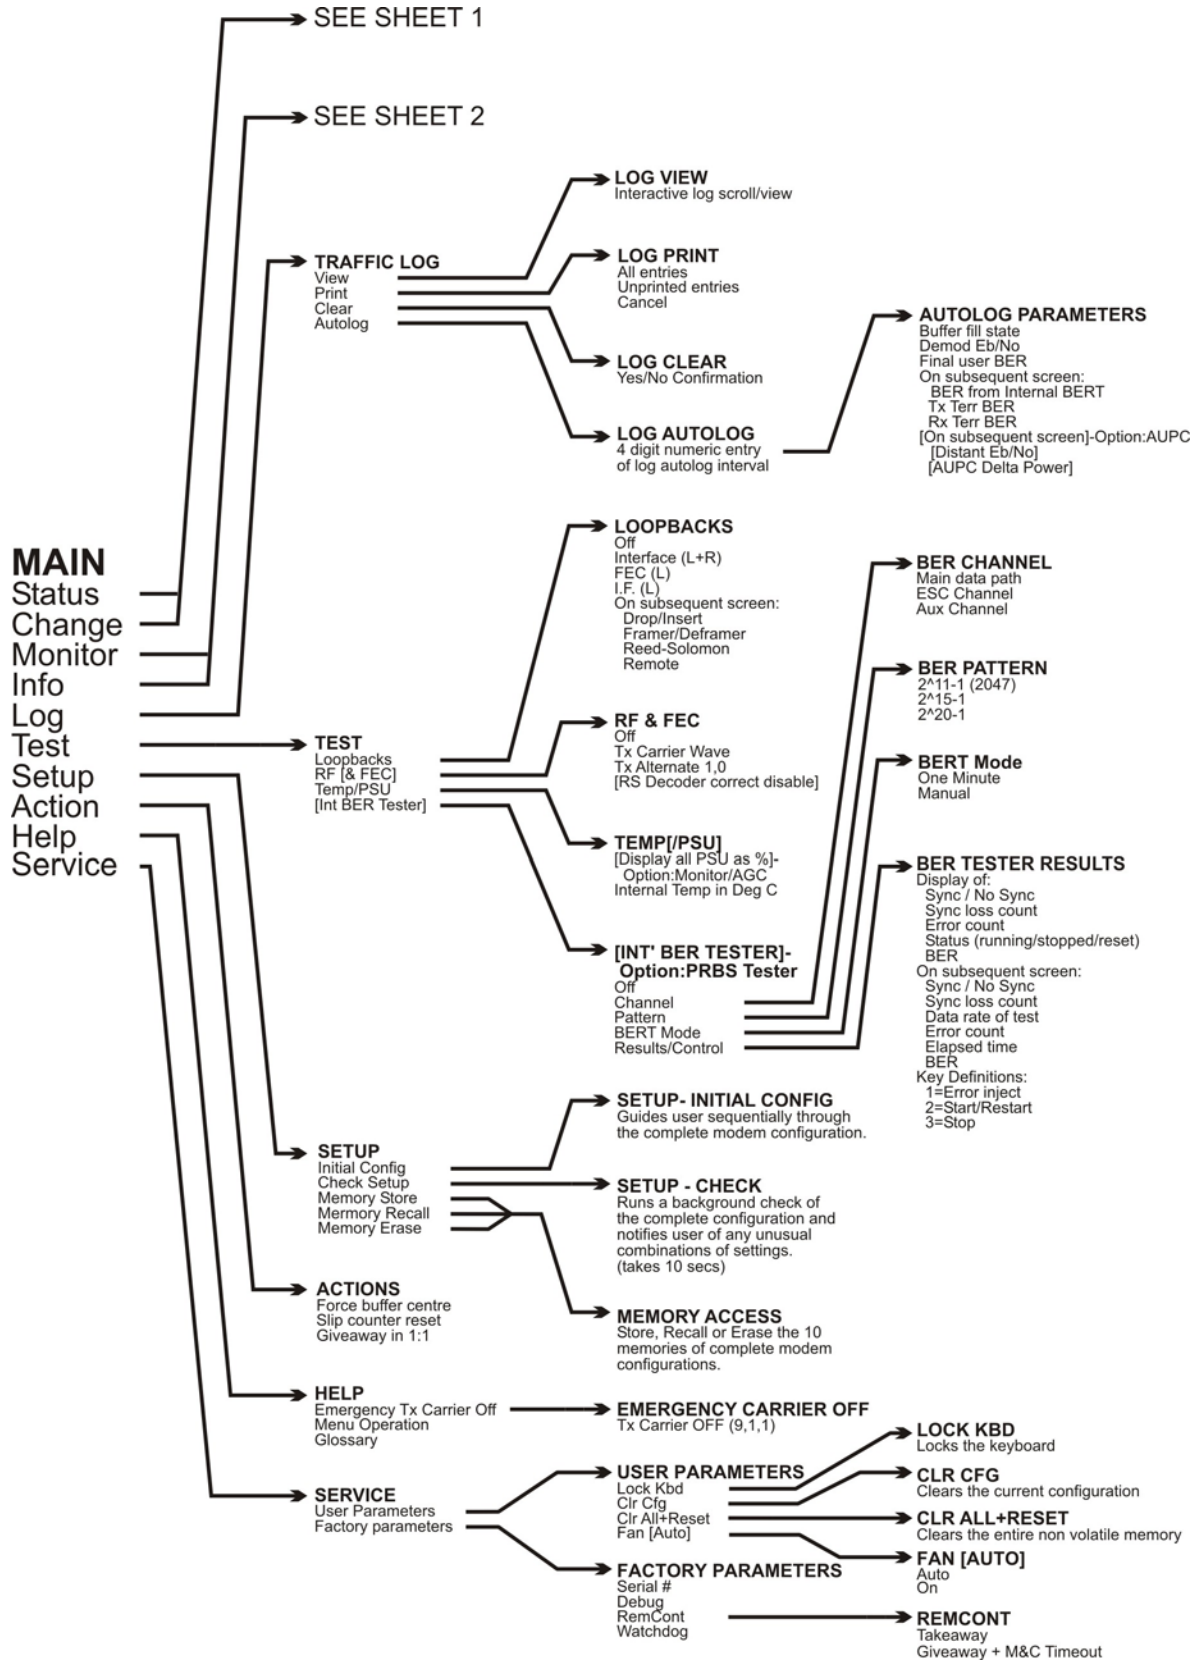 SEE SHEET 1
SEE SHEET 2
MAIN
Status
Change
Monitor
Info
Log
Test
Setup
Action
Help
Service
TRAFFIC LOG
View
Print
Clear
Autolog
LOG VIEW
Interactive log scroll/view
LOG PRINT
All entries
Unprinted entries
Cancel
LOG CLEAR
Yes/No Confirmation
LOG AUTOLOG
4 digit numeric entry
of log autolog interval
AUTOLOG PARAMETERS
Buffer fill state
Demod Eb/No
Final user BER
On subsequent screen:
BER from Internal BERT
Tx Terr BER
Rx Terr BER
[On subsequent screen]-Option:AUPC
[Distant Eb/No]
[AUPC Delta Power]
TEST
Loopbacks
RF [& FEC]
Temp/PSU
[Int BER Tester]
LOOPBACKS
Off
Interface (L+R)
FEC (L)
I.F. (L)
On subsequent screen:
Drop/Insert
Framer/Deframer
Reed-Solomon
Remote
RF & FEC
Off
Tx Carrier Wave
Tx Alternate 1,0
[RS Decoder correct disable]
TEMP[/PSU]
[Display all PSU as %]-
Option:Monitor/AGC
Internal Temp in Deg C
[INT' BER TESTER]-
Option:PRBS Tester
Off
Channel
Pattern
BERT Mode
Results/Control
BER CHANNEL
Main data path
ESC Channel
Aux Channel
BER PATTERN
2^11-1 (2047)
2^15-1
2^20-1
BERT Mode
One Minute
Manual
BER TESTER RESULTS
Display of:
Sync / No Sync
Sync loss count
Error count
Status (running/stopped/reset)
BER
On subsequent screen:
Sync / No Sync
Sync loss count
Data rate of test
Error count
Elapsed time
BER
Key Definitions:
1=Error inject
2=Start/Restart
3=Stop
SETUP
Initial Config
Check Setup
Memory Store
Mermory Recall
Memory Erase
SETUP- INITIAL CONFIG
Guides user sequentially through
the complete modem configuration.
SETUP - CHECK
Runs a background check of
the complete configuration and
notifies user of any unusual
combinations of settings.
(takes 10 secs)
MEMORY ACCESS
Store, Recall or Erase the 10
memories of complete modem
configurations.
ACTIONS
Force buffer centre
Slip counter reset
Giveaway in 1:1
HELP
Emergency Tx Carrier Off
Menu Operation
Glossary
EMERGENCY CARRIER OFF
Tx Carrier OFF (9,1,1)
SERVICE
User Parameters
Factory parameters
USER PARAMETERS
Lock Kbd
Clr Cfg
Clr All+Reset
Fan [Auto]
LOCK KBD
Locks the keyboard
CLR CFG
Clears the current configuration
CLR ALL+RESET
Clears the entire non volatile memory
FAN [AUTO]
Auto
On
FACTORY PARAMETERS
Serial #
Debug
RemCont
Watchdog
REMCONT
Takeaway
Giveaway + M&C Timeout